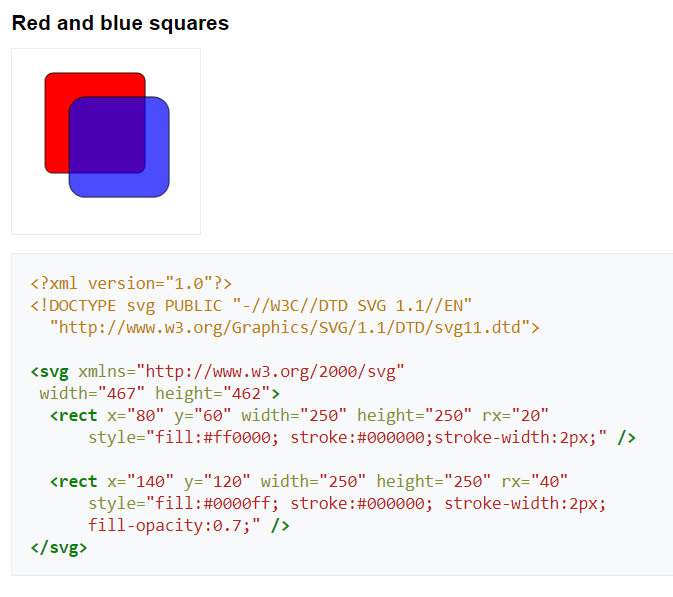 Red and blue squares
<?xml version="1.0"?>
<!DOCTYPE svg PUBLIC "-//W3C//DTD SVG 1.1//EN"
"http://www.w3.org/Graphics/SVG/1.1/DTD/svg11.dtd">
<svg xmlns="http://www.w3.org/2000/svg"
width="467" height="462">
<rect x="80" y="60" width="250" height="250" rx="20"
style="fill:#ff0000; stroke:#000000;stroke-width:2px;" />
<rect x="140" y="120" width="250" height="250" rx="40"
style="fill:#0000ff; stroke:#000000; stroke-width:2px;
fill-opacity:0.7;" />
</svg>